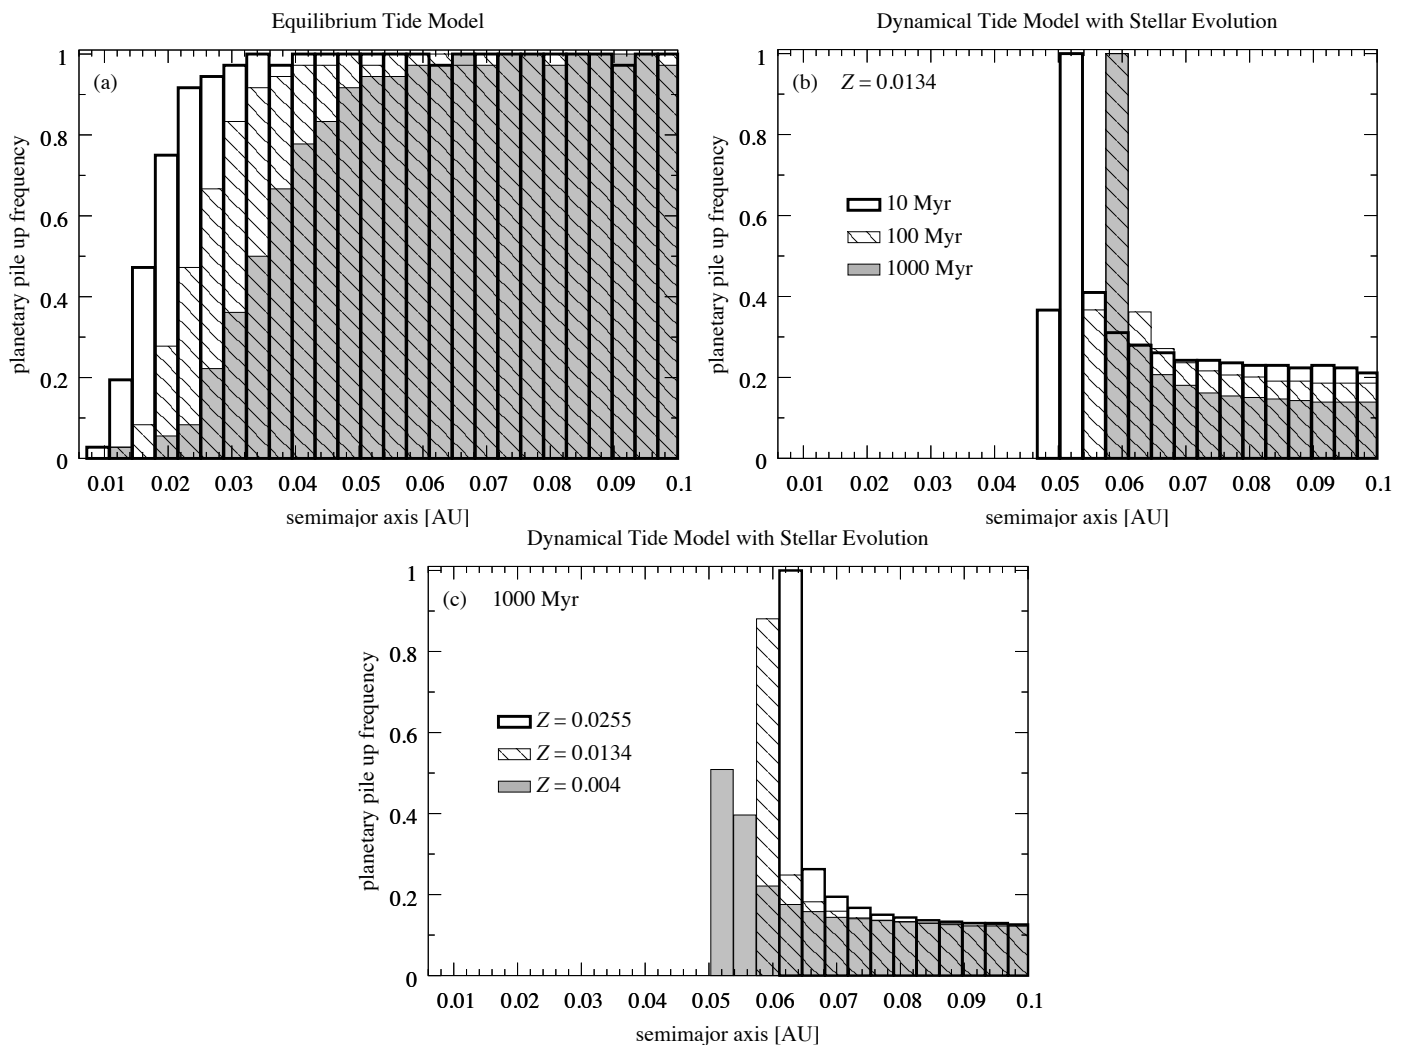 Equilibrium Tide Model
(a)
planetary pile up frequency
1
0.8
0.6
0.4
0.2
0
0.01 0.02 0.03 0.04 0.05 0.06 0.07 0.08 0.09 0.1
semimajor axis [AU]
Dynamical Tide Model with Stellar Evolution
(b) Z = 0.0134
planetary pile up frequency
1
0.8
0.6
0.4
0.2
0
10 Myr
100 Myr
1000 Myr
0.01 0.02 0.03 0.04 0.05 0.06 0.07 0.08 0.09 0.1
semimajor axis [AU]
Dynamical Tide Model with Stellar Evolution
(c) 1000 Myr
planetary pile up frequency
1
0.8
0.6
0.4
0.2
0
Z = 0.0255
Z = 0.0134
Z = 0.004
0.01 0.02 0.03 0.04 0.05 0.06 0.07 0.08 0.09 0.1
semimajor axis [AU]